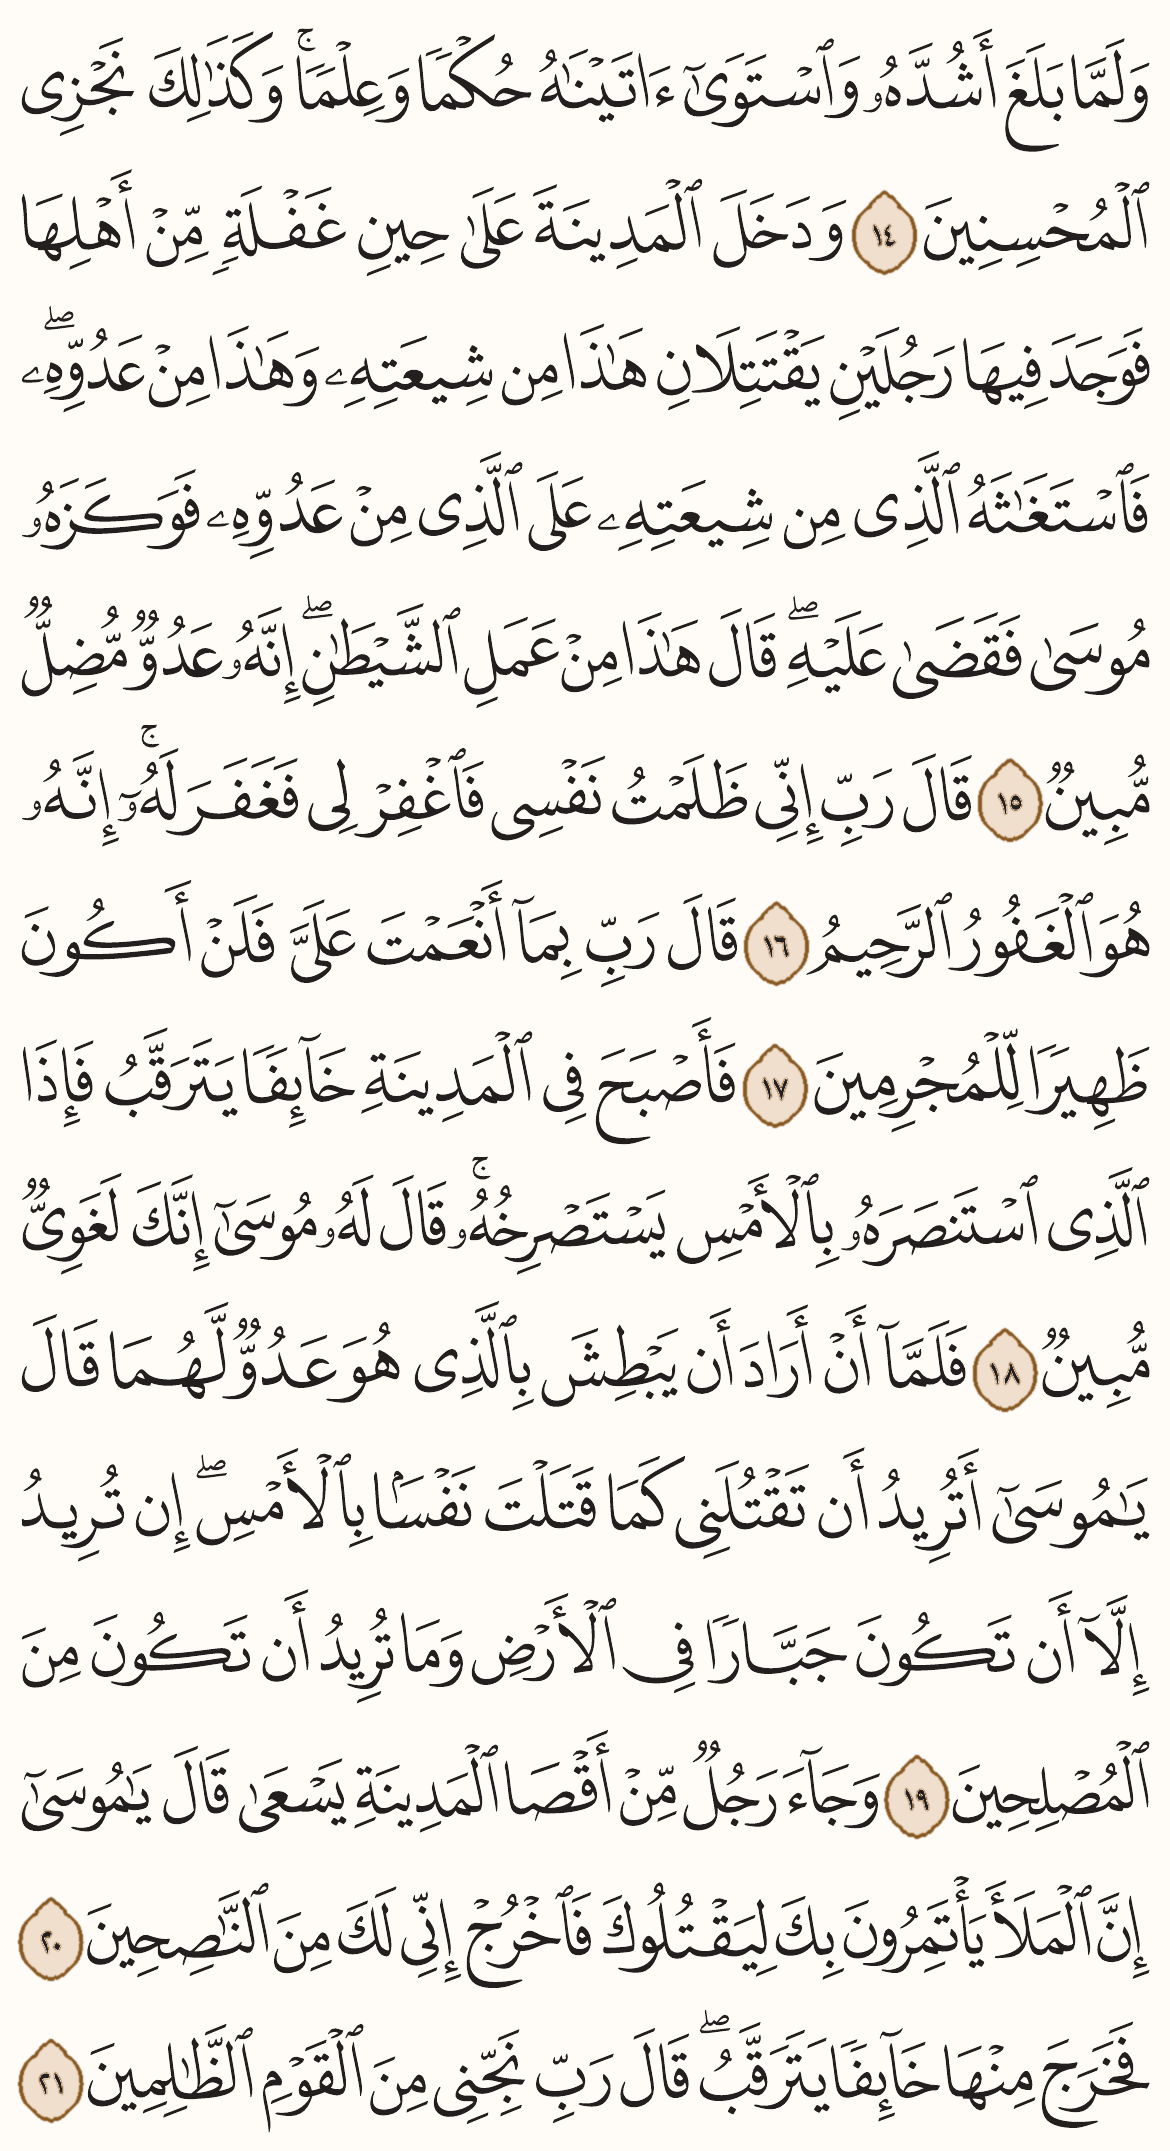 وَلَمَّا بَلَغَ أَشُدَّهُۥ وَٱسۡتَوَىٰٓ ءَاتَيۡنَٰهُ حُكۡمٗا وَعِلۡمٗاۚ وَكَذَٰلِكَ نَجۡزِى
ٱلۡمُحۡسِنِينَ ١٤ وَدَخَلَ ٱلۡمَدِينَةَ عَلَىٰ حِينِ غَفۡلَةٖ مِّنۡ أَهۡلِهَا
فَوَجَدَ فِيهَا رَجُلَيۡنِ يَقۡتَتِلَانِ هَٰذَا مِن شِيعَتِهِۦ وَهَٰذَا مِنۡ عَدُوِّهِۦۖ
فَٱسۡتَغَٰثَهُ ٱلَّذِى مِن شِيعَتِهِۦ عَلَى ٱلَّذِى مِنۡ عَدُوِّهِۦ فَوَكَزَهُۥ
مُوسَىٰ فَقَضَىٰ عَلَيۡهِۖ قَالَ هَٰذَا مِنۡ عَمَلِ ٱلشَّيۡطَٰنِۖ إِنَّهُۥ عَدُوّٞ مُّضِلّٞ
مُّبِينٞ ١٥ قَالَ رَبِّ إِنِّى ظَلَمۡتُ نَفۡسِى فَٱغۡفِرۡ لِى فَغَفَرَ لَهُۥٓۚ إِنَّهُۥ
هُوَ ٱلۡغَفُورُ ٱلرَّحِيمُ ١٦ قَالَ رَبِّ بِمَآ أَنۡعَمۡتَ عَلَىَّ فَلَنۡ أَكُونَ
ظَهِيرٗا لِّلۡمُجۡرِمِينَ ١٧ فَأَصۡبَحَ فِى ٱلۡمَدِينَةِ خَآئِفٗا يَتَرَقَّبُ فَإِذَا
ٱلَّذِى ٱسۡتَنصَرَهُۥ بِٱلۡأَمۡسِ يَسۡتَصۡرِخُهُۥۚ قَالَ لَهُۥ مُوسَىٰٓ إِنَّكَ لَغَوِىّٞ
مُّبِينٞ ١٨ فَلَمَّآ أَنۡ أَرَادَ أَن يَبۡطِشَ بِٱلَّذِى هُوَ عَدُوّٞ لَّهُمَا قَالَ
يَٰمُوسَىٰٓ أَتُرِيدُ أَن تَقۡتُلَنِى كَمَا قَتَلۡتَ نَفۡسَۢا بِٱلۡأَمۡسِۖ إِن تُرِيدُ
إِلَّآ أَن تَكُونَ جَبَّارٗا فِى ٱلۡأَرۡضِ وَمَا تُرِيدُ أَن تَكُونَ مِنَ
ٱلۡمُصۡلِحِينَ ١٩ وَجَآءَ رَجُلٞ مِّنۡ أَقۡصَا ٱلۡمَدِينَةِ يَسۡعَىٰ قَالَ يَٰمُوسَىٰٓ
إِنَّ ٱلۡمَلَأَ يَأۡتَمِرُونَ بِكَ لِيَقۡتُلُوكَ فَٱخۡرُجۡ إِنِّى لَكَ مِنَ ٱلنَّٰصِحِينَ ٢٠
فَخَرَجَ مِنۡهَا خَآئِفٗا يَتَرَقَّبُۖ قَالَ رَبِّ نَجِّنِى مِنَ ٱلۡقَوۡمِ ٱلظَّٰلِمِينَ ٢١